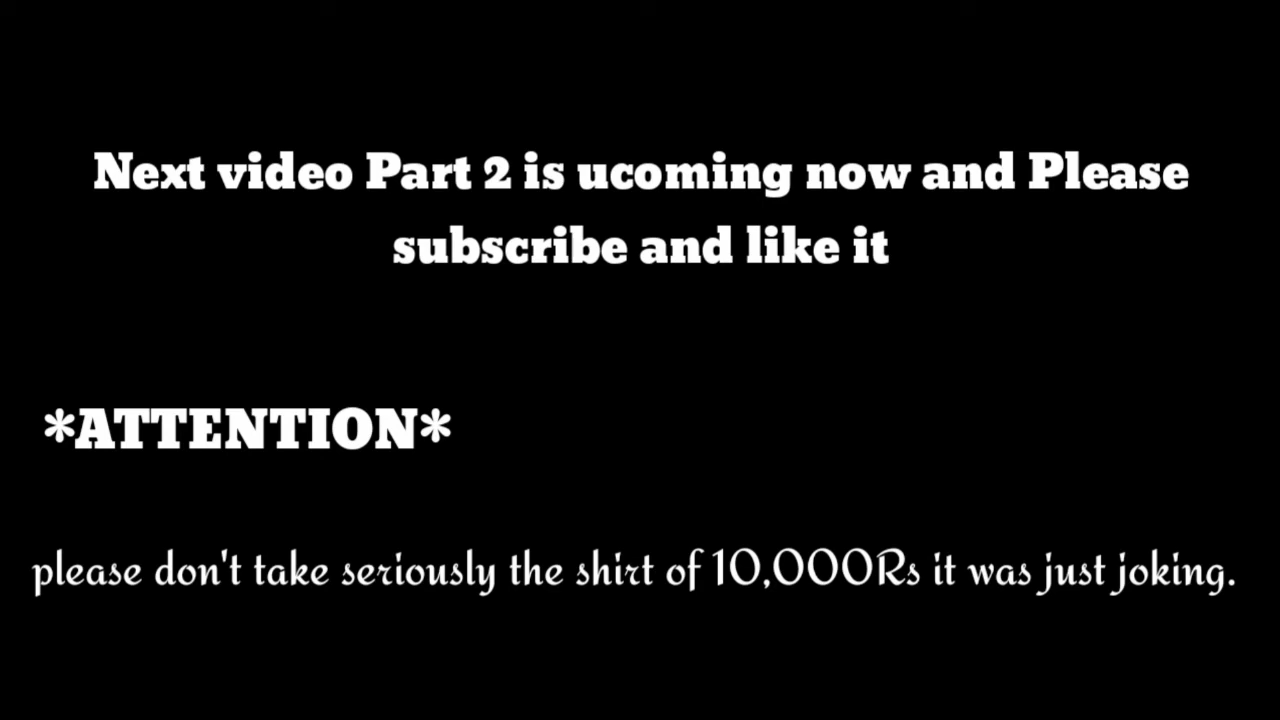 Next video Part 2 is ucoming now and Please
subscribe and like it
*ATTENTION*
please don't take seriously the shirt of 10,000Rs it was just joking.